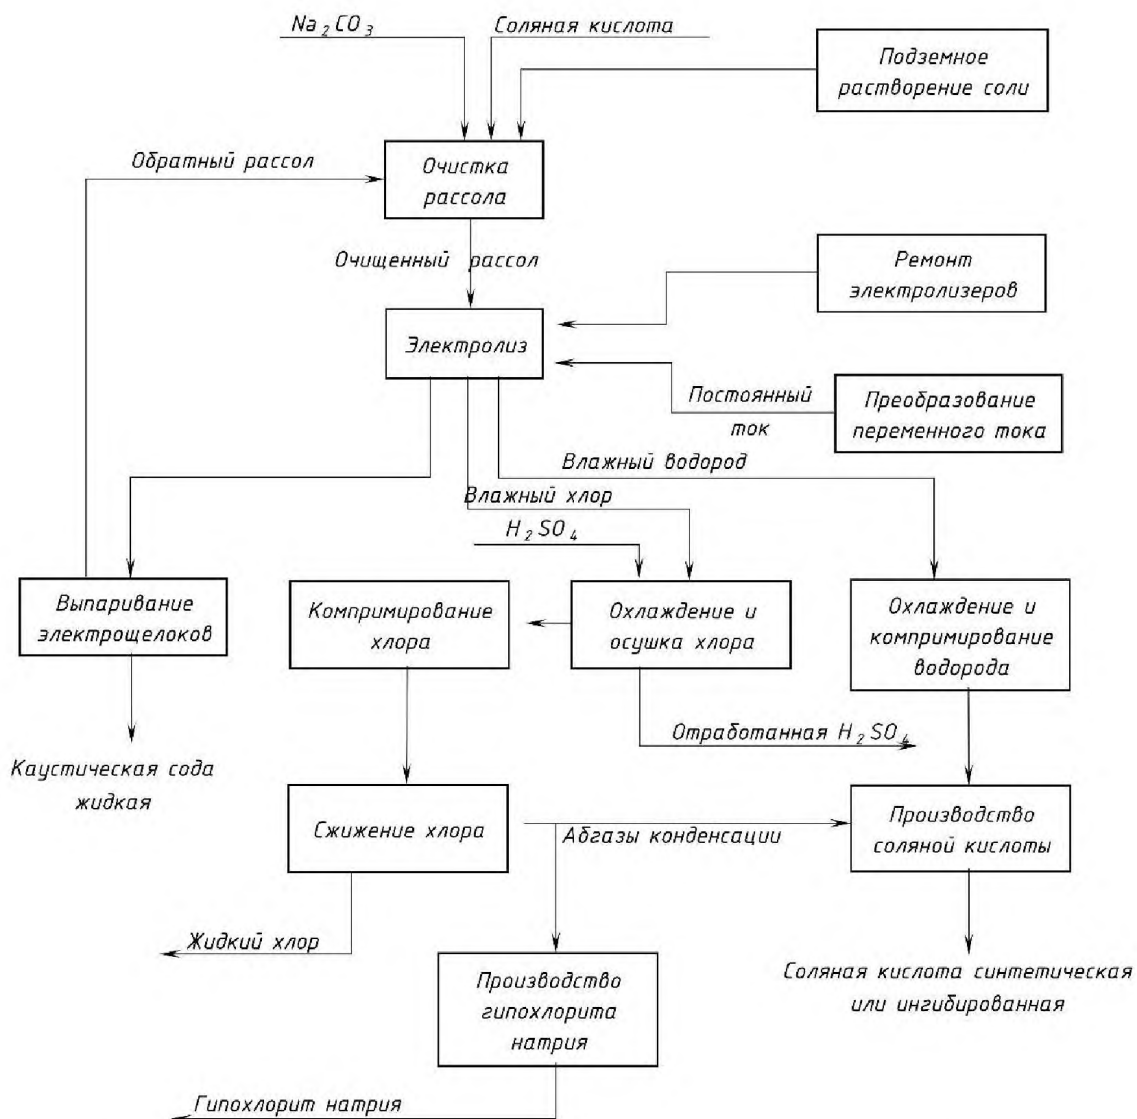 Na2CO3
Соляная кислота
Подземное
растворение соли
Обратный рассол
Очистка
рассола
Очищенный рассол
Ремонт
электролизеров
Электролиз
Постоянный
ток
Преобразование
переменного тока
Влажный водород
Влажный хлор
H2SO4
Выпаривание
электрощелоков
Компримирование
хлора
Охлаждение и
осушка хлора
Охлаждение и
компримирование
водорода
Отработанная H2SO4
Каустическая сода
жидкая
Сжижение хлора
Абгазы конденсации
Производство
соляной кислоты
Жидкий хлор
Производство
гипохлорита
натрия
Соляная кислота синтетическая
или ингибированная
Гипохлорит натрия